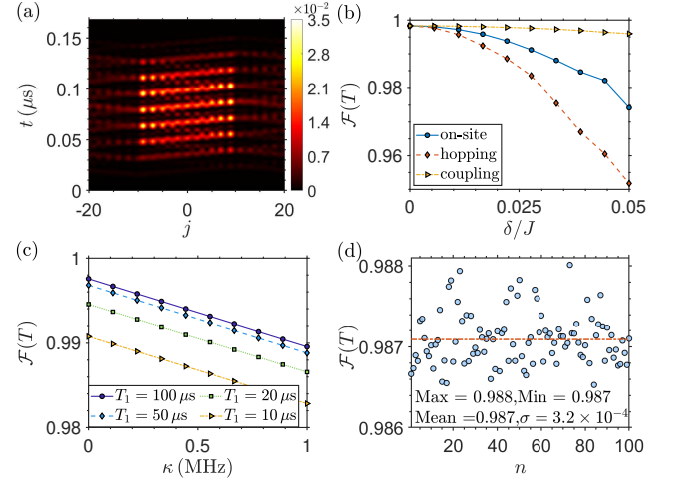 (a)
×10⁻²
0.15
0.1
0.05
0
t (μs)
-20
0
20
j
3.5
2.8
2.1
1.4
0.7
0
(b)
1
0.98
0.96
F(T)
on-site
hopping
coupling
0
0.025
0.05
δ/J
(c)
1
0.99
0.98
F(T)
T₁ = 100 μs
T₁ = 20 μs
T₁ = 50 μs
T₁ = 10 μs
0
0.5
1
κ (MHz)
(d)
0.988
0.987
0.986
F(T)
Max = 0.988,Min = 0.987
Mean =0.987,σ = 3.2 × 10⁻⁴
20
40
60
80
100
n